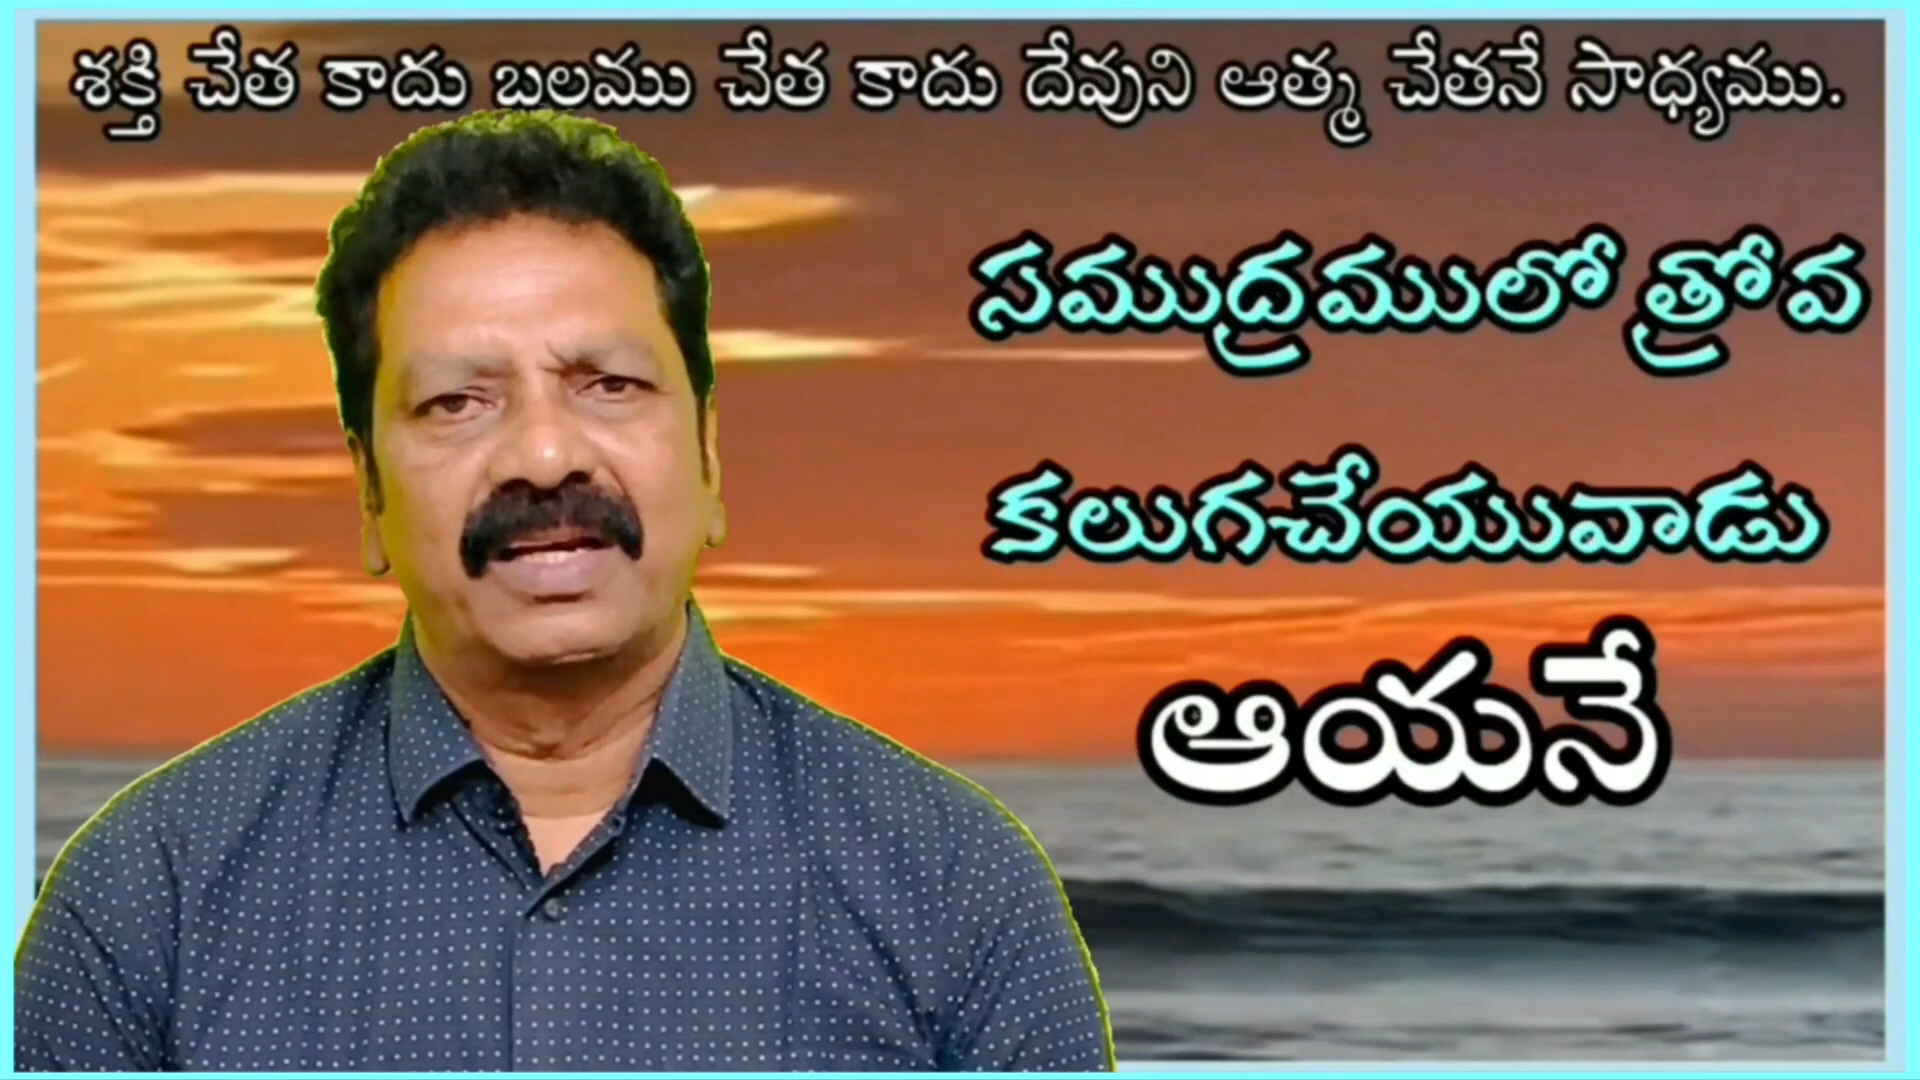 శక్తి చేత కాదు బలము చేత కాదు దేవుని ఆత్మ చేతనే సాధ్యము.
సముద్రములో త్రోవ
కలుగచేయువాడు
ఆయనే